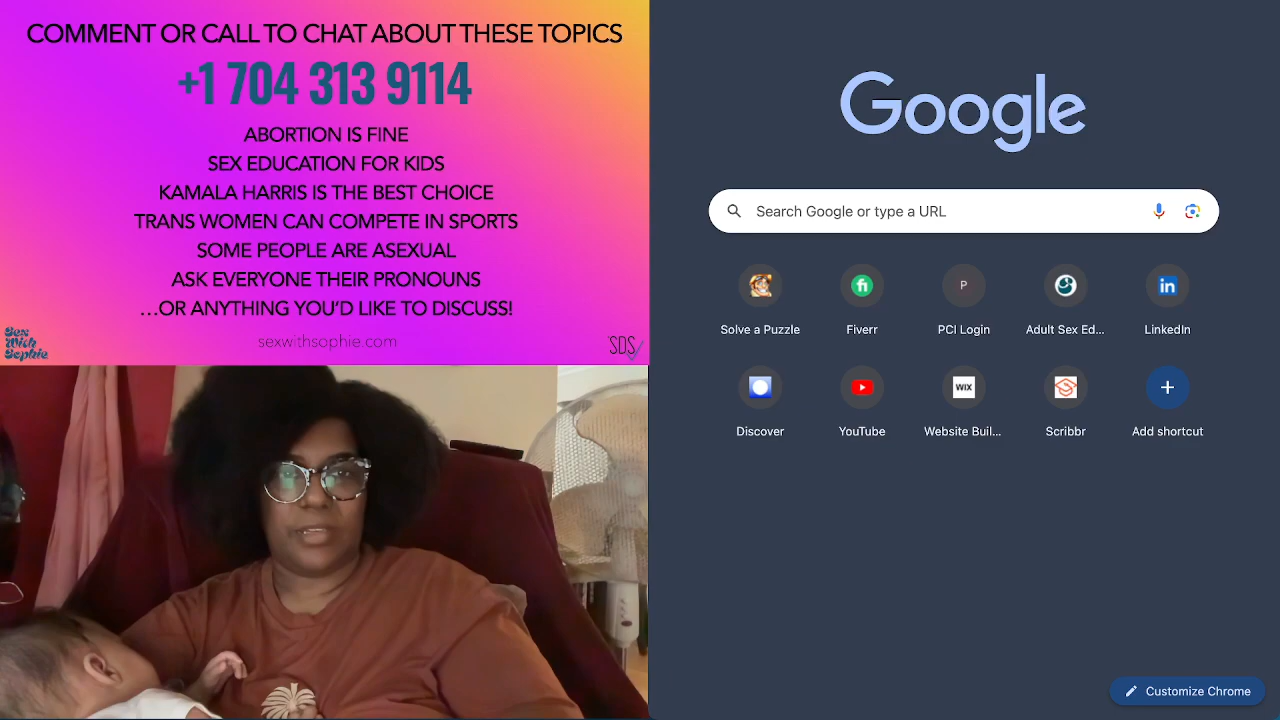 COMMENT OR CALL TO CHAT ABOUT THESE TOPICS
+1 704 313 9114
ABORTION IS FINE
SEX EDUCATION FOR KIDS
KAMALA HARRIS IS THE BEST CHOICE
TRANS WOMEN CAN COMPETE IN SPORTS
SOME PEOPLE ARE ASEXUAL
ASK EVERYONE THEIR PRONOUNS
...OR ANYTHING YOU'D LIKE TO DISCUSS!
sexwithsophie.com
Sex
With
Sophie
SDS
Google
Search Google or type a URL
Solve a Puzzle
Fiverr
PCI Login
Adult Sex Ed...
LinkedIn
fi
P
in
WIX
Discover
YouTube
Website Buil...
Scribbr
Add shortcut
Customize Chrome